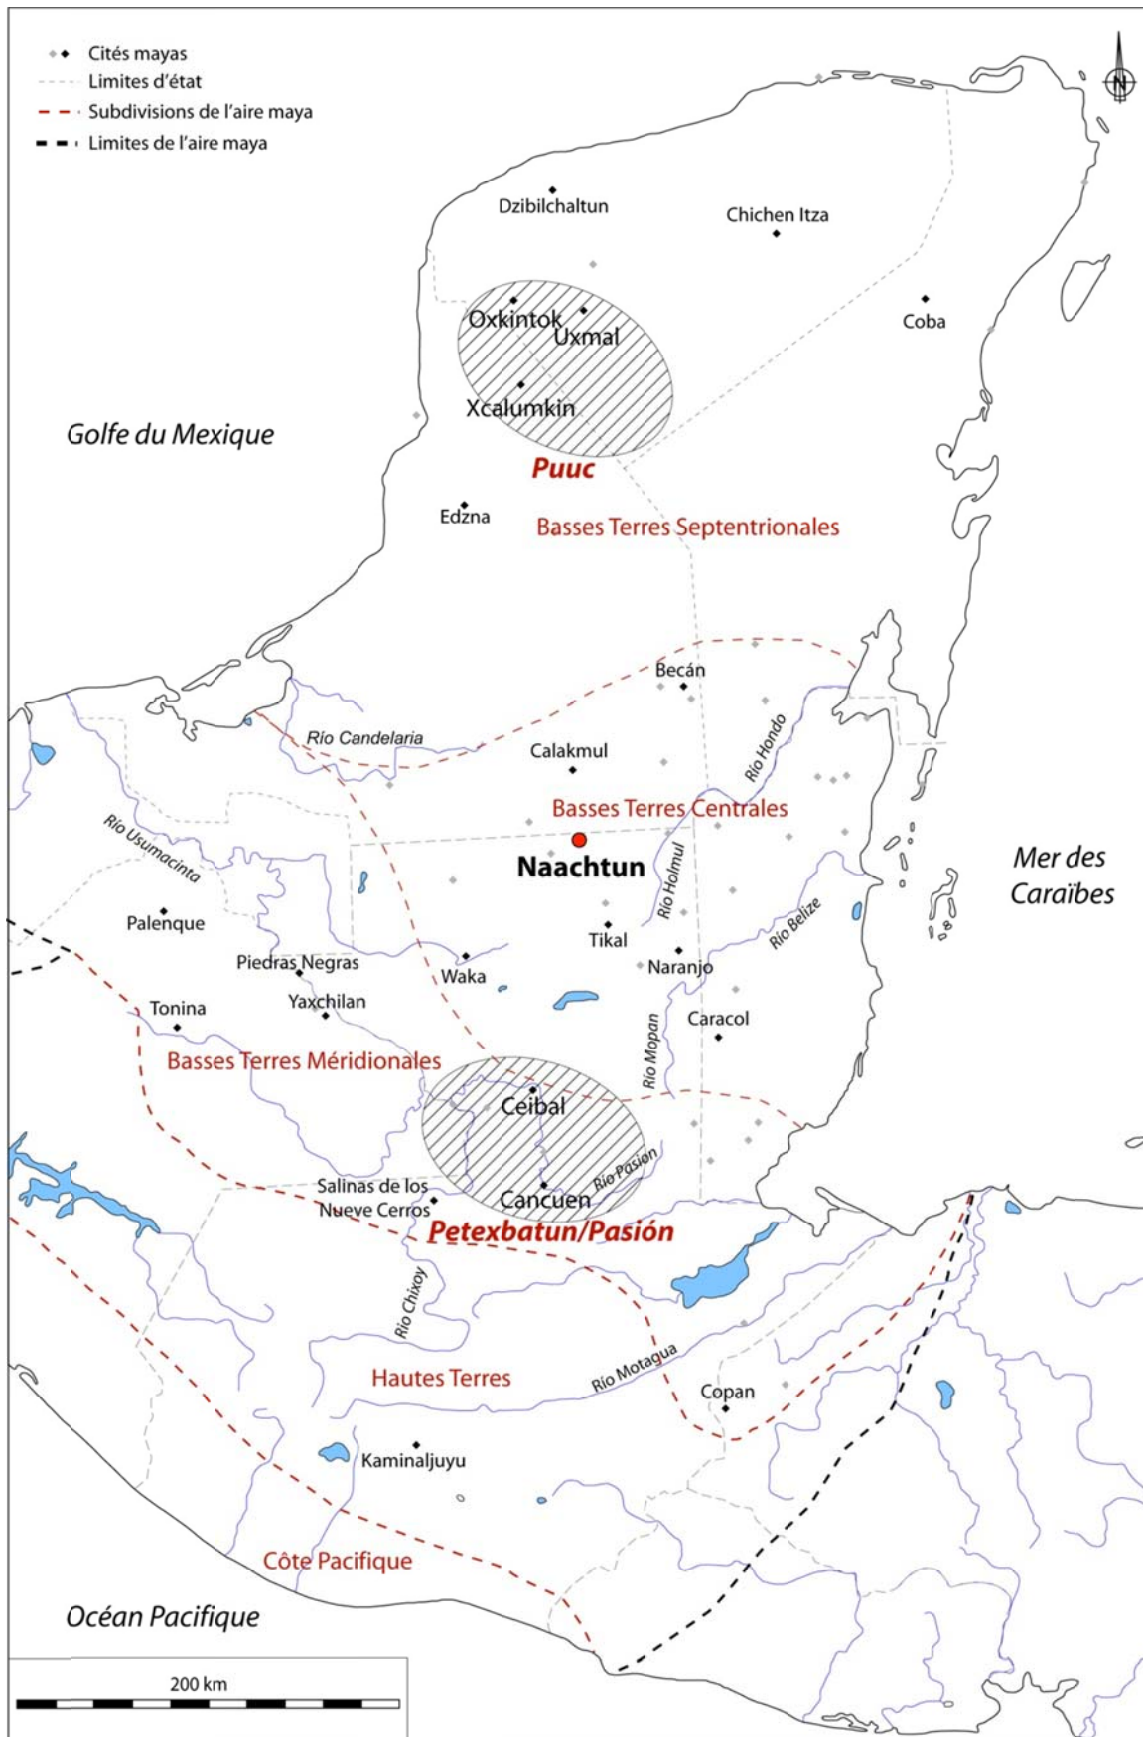 Cités mayas
Limites d'état
Subdivisions de l'aire maya
Limites de l'aire maya
N
Dzibilchaltun
Chichen Itza
Oxkintok
Uxmal
Coba
Xcalumkin
Golfe du Mexique
Puuc
Edzna
Basses Terres Septentrionales
Becán
Río Candelaria
Calakmul
Río Hondo
Basses Terres Centrales
Río Usumacinta
Naachtun
Río Holmul
Mer des
Caraïbes
Palenque
Tikal
Río Belize
Piedras Negras
Waka
Naranjo
Tonina
Yaxchilan
Caracol
Río Mopan
Basses Terres Méridionales
Ceibal
Río Pasion
Salinas de los
Nueve Cerros
Cancuen
Petexbatun/Pasión
Río Chixoy
Hautes Terres
Río Motagua
Copan
Kaminaljuyu
Côte Pacifique
Océan Pacifique
200 km